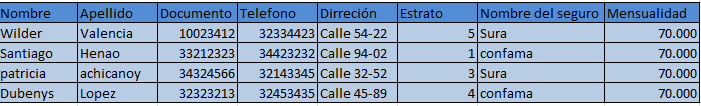 Nombre Apellido Documento Telefono Dirreción Estrato Nombre del seguro Mensualidad
Wilder Valencia 10023412 32334423 Calle 54-22 5 Sura 70.000
Santiago Henao 33212323 34423232 Calle 94-02 1 confama 70.000
patricia achicanoy 34324566 32143345 Calle 32-52 3 Sura 70.000
Dubenys Lopez 32323213 32453435 Calle 45-89 4 confama 70.000